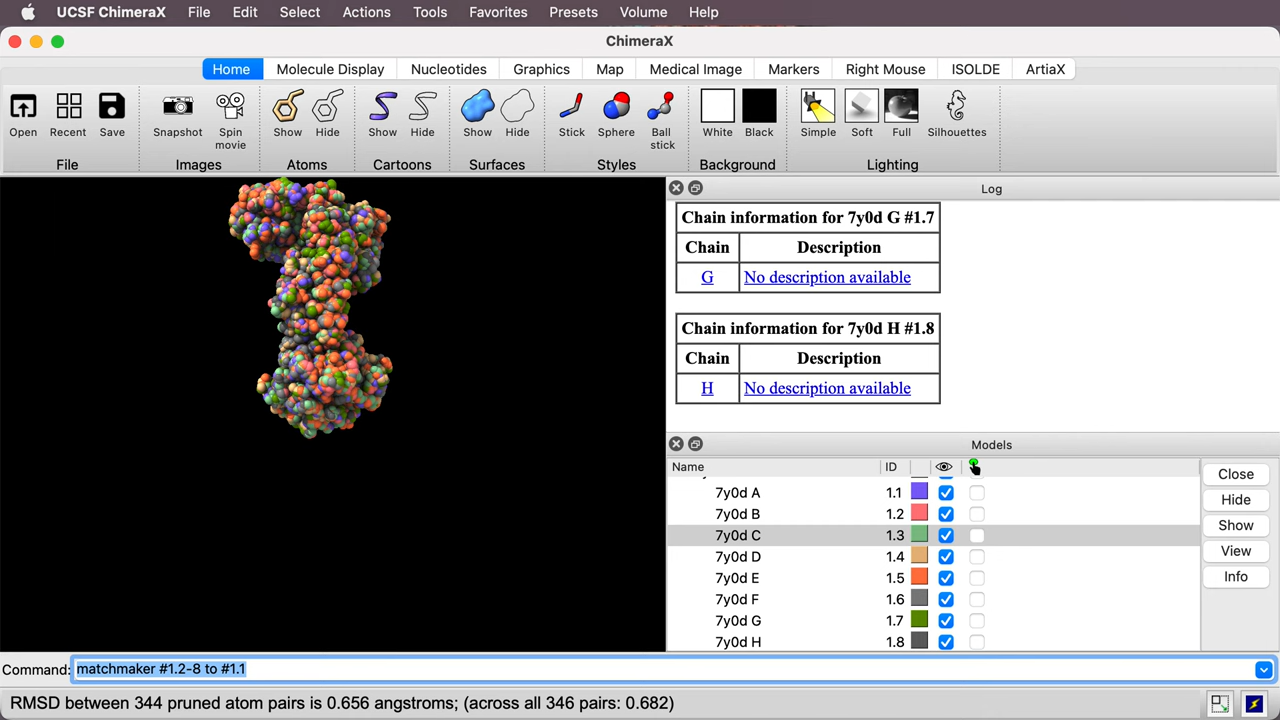 UCSF ChimeraX File Edit Select Actions Tools Favorites Presets Volume Help
ChimeraX
Home Molecule Display Nucleotides Graphics Map Medical Image Markers Right Mouse ISOLDE ArtiaX
Open Recent Save Snapshot Spin movie Show Hide Show Hide Show Hide Stick Sphere Ball stick White Black Simple Soft Full Silhouettes
File Images Atoms Cartoons Surfaces Styles Background Lighting
Log
Chain information for 7y0d G #1.7
Chain Description
G No description available
Chain information for 7y0d H #1.8
Chain Description
H No description available
Models
Name ID
Close
7y0d A 1.1
Hide
7y0d B 1.2
Show
7y0d C 1.3
View
7y0d D 1.4
Info
7y0d E 1.5
7y0d F 1.6
7y0d G 1.7
7y0d H 1.8
Command: matchmaker #1.2-8 to #1.1
RMSD between 344 pruned atom pairs is 0.656 angstroms; (across all 346 pairs: 0.682)